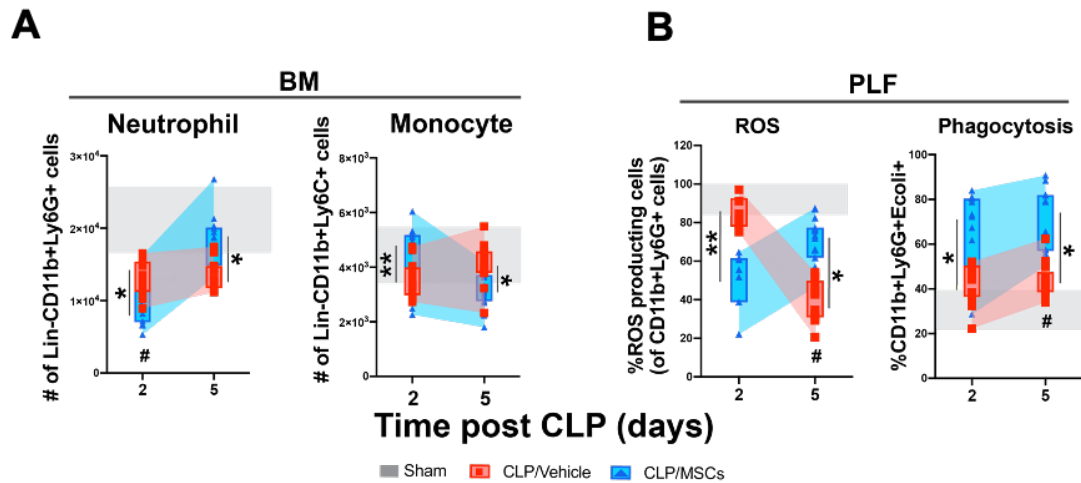 A
B
BM
PLF
Neutrophil
Monocyte
ROS
Phagocytosis
# of Lin-CD11b+Ly6G+ cells
3×10⁴
2×10⁴
1×10⁴
0
*
#
*
2
5
# of Lin-CD11b+Ly6C+ cells
8×10³
6×10³
4×10³
2×10³
0
**
*
2
5
%ROS producing cells
(of CD11b+Ly6G+ cells)
120
100
80
60
40
20
0
**
*
#
2
5
%CD11b+Ly6G+Ecoli+
100
80
60
40
20
0
*
*
#
2
5
Time post CLP (days)
Sham CLP/Vehicle CLP/MSCs